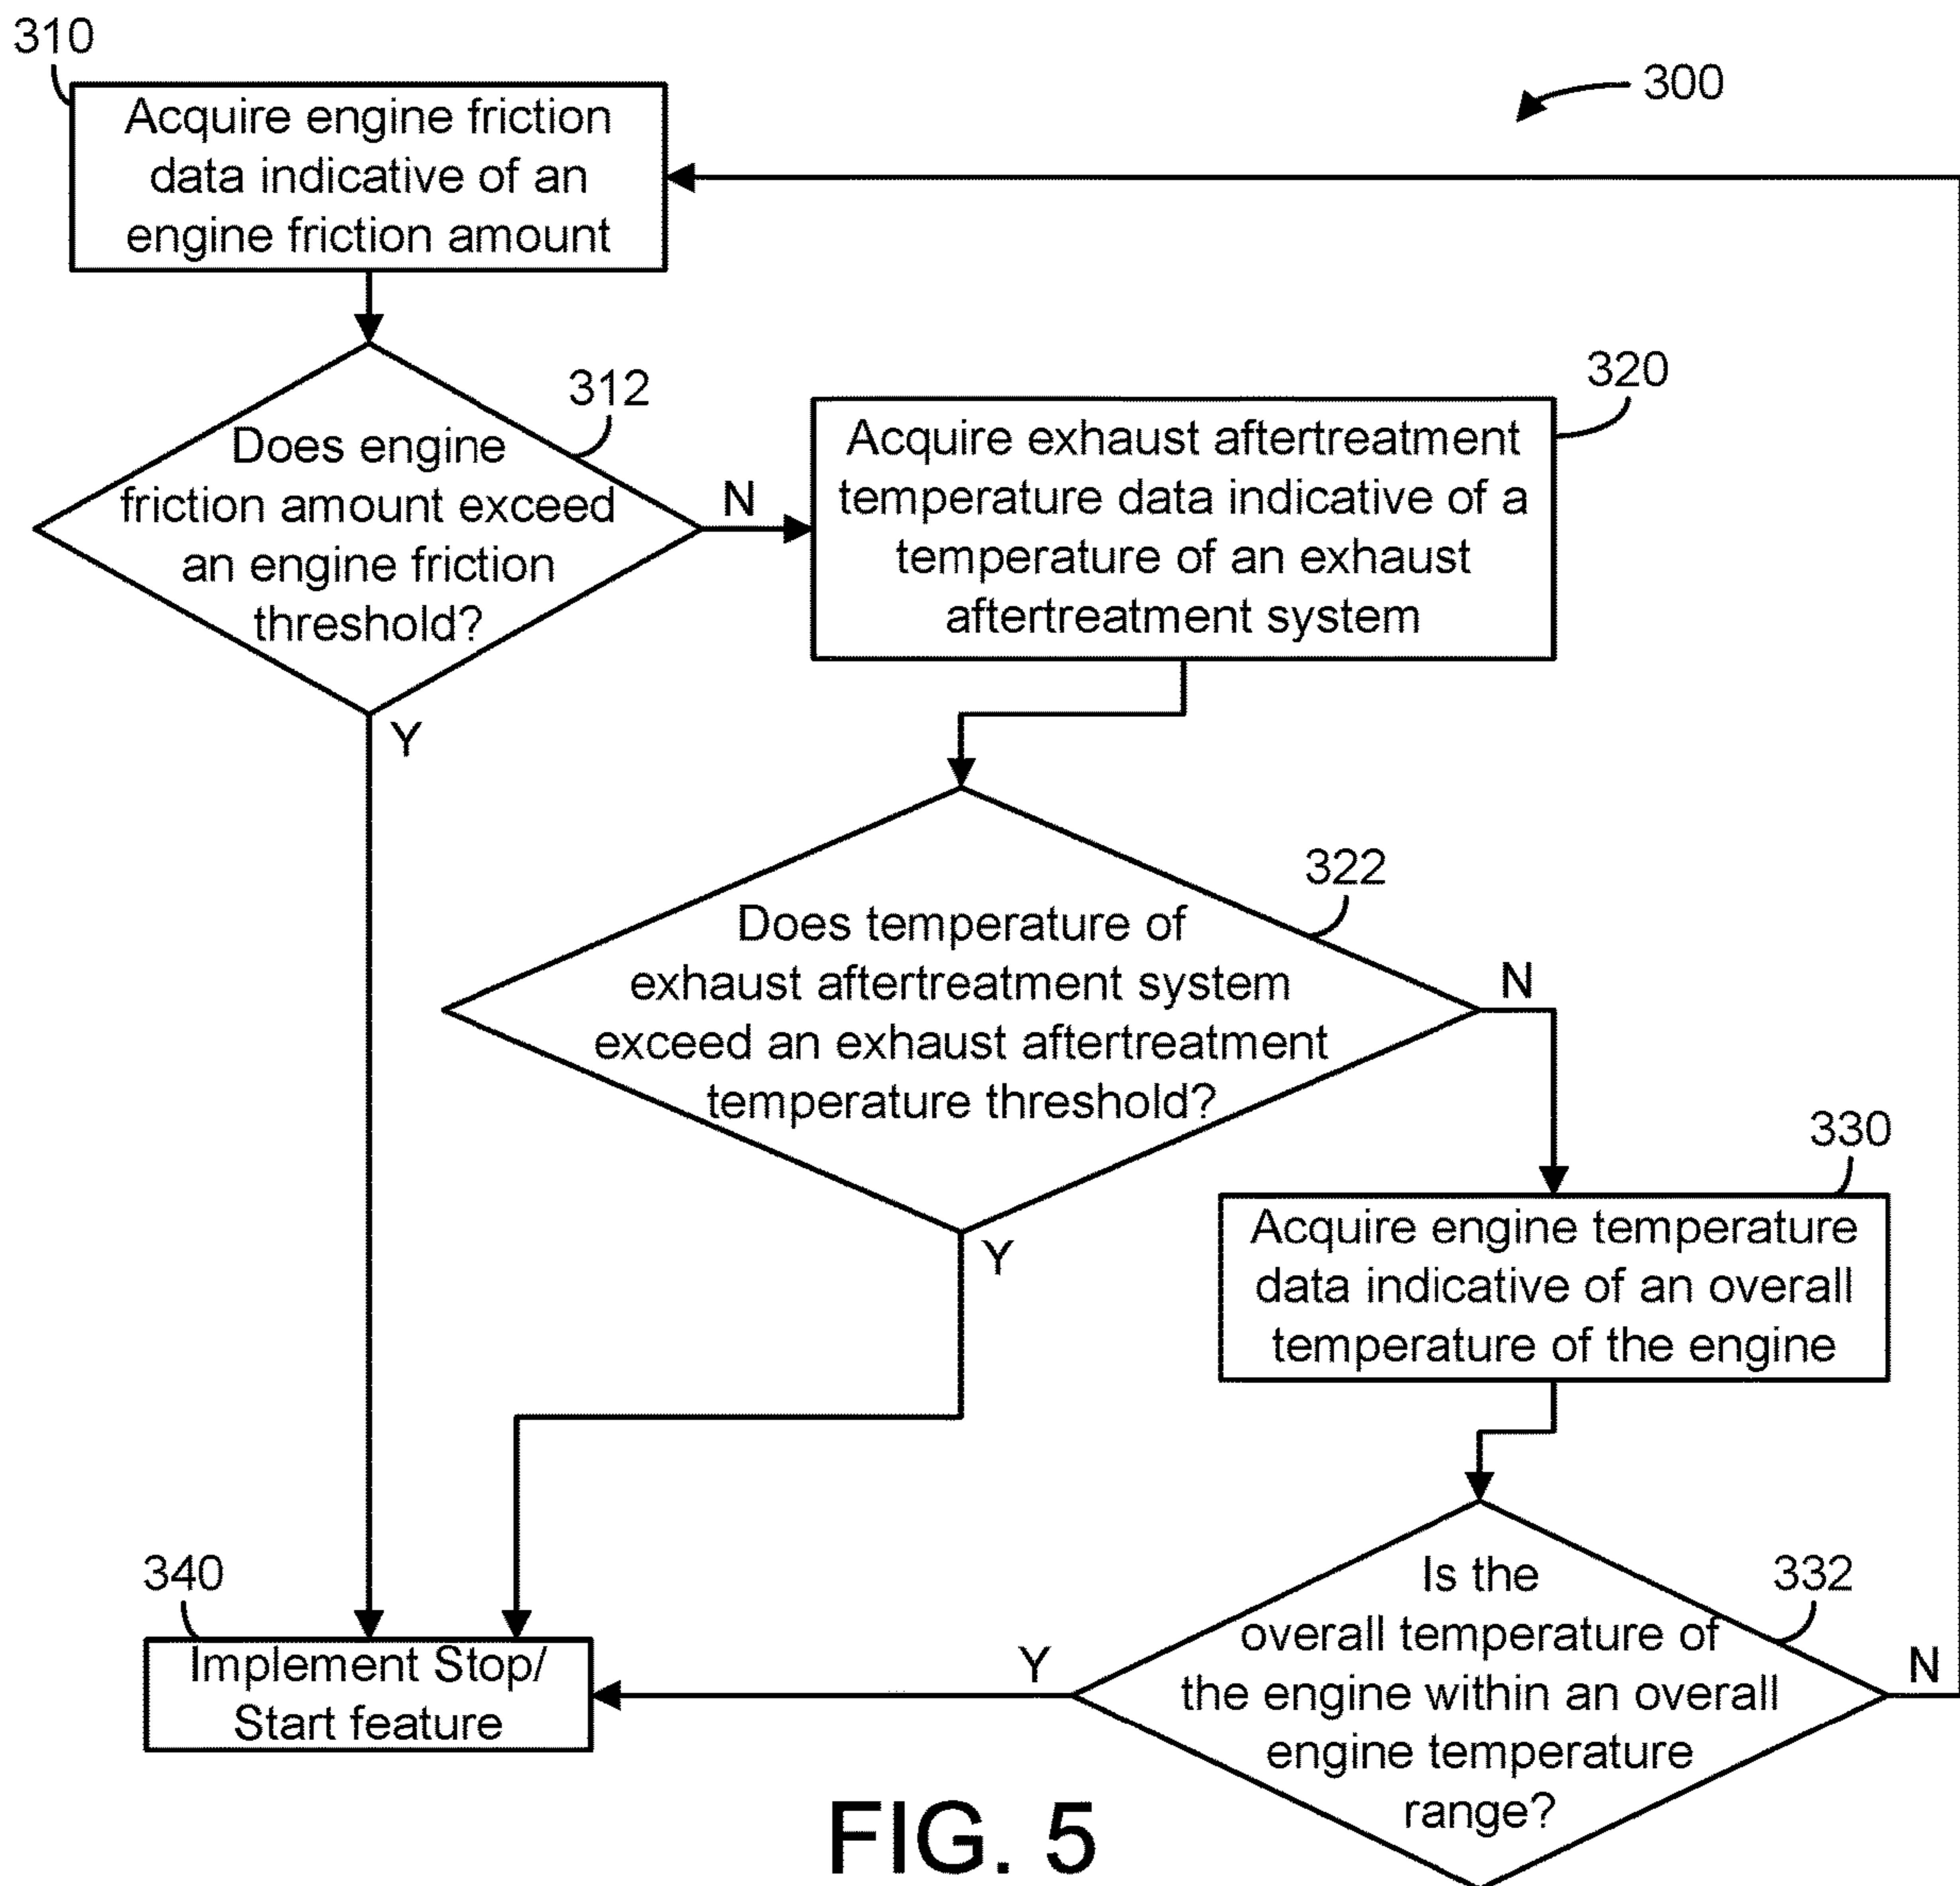 310
300
Acquire engine friction
data indicative of an
engine friction amount
312
Does engine
friction amount exceed
an engine friction
threshold?
N
Y
320
Acquire exhaust aftertreatment
temperature data indicative of a
temperature of an exhaust
aftertreatment system
322
Does temperature of
exhaust aftertreatment system
exceed an exhaust aftertreatment
temperature threshold?
N
Y
330
Acquire engine temperature
data indicative of an overall
temperature of the engine
332
Is the
overall temperature of
the engine within an overall
engine temperature
range?
Y
N
340
Implement Stop/
Start feature
FIG. 5